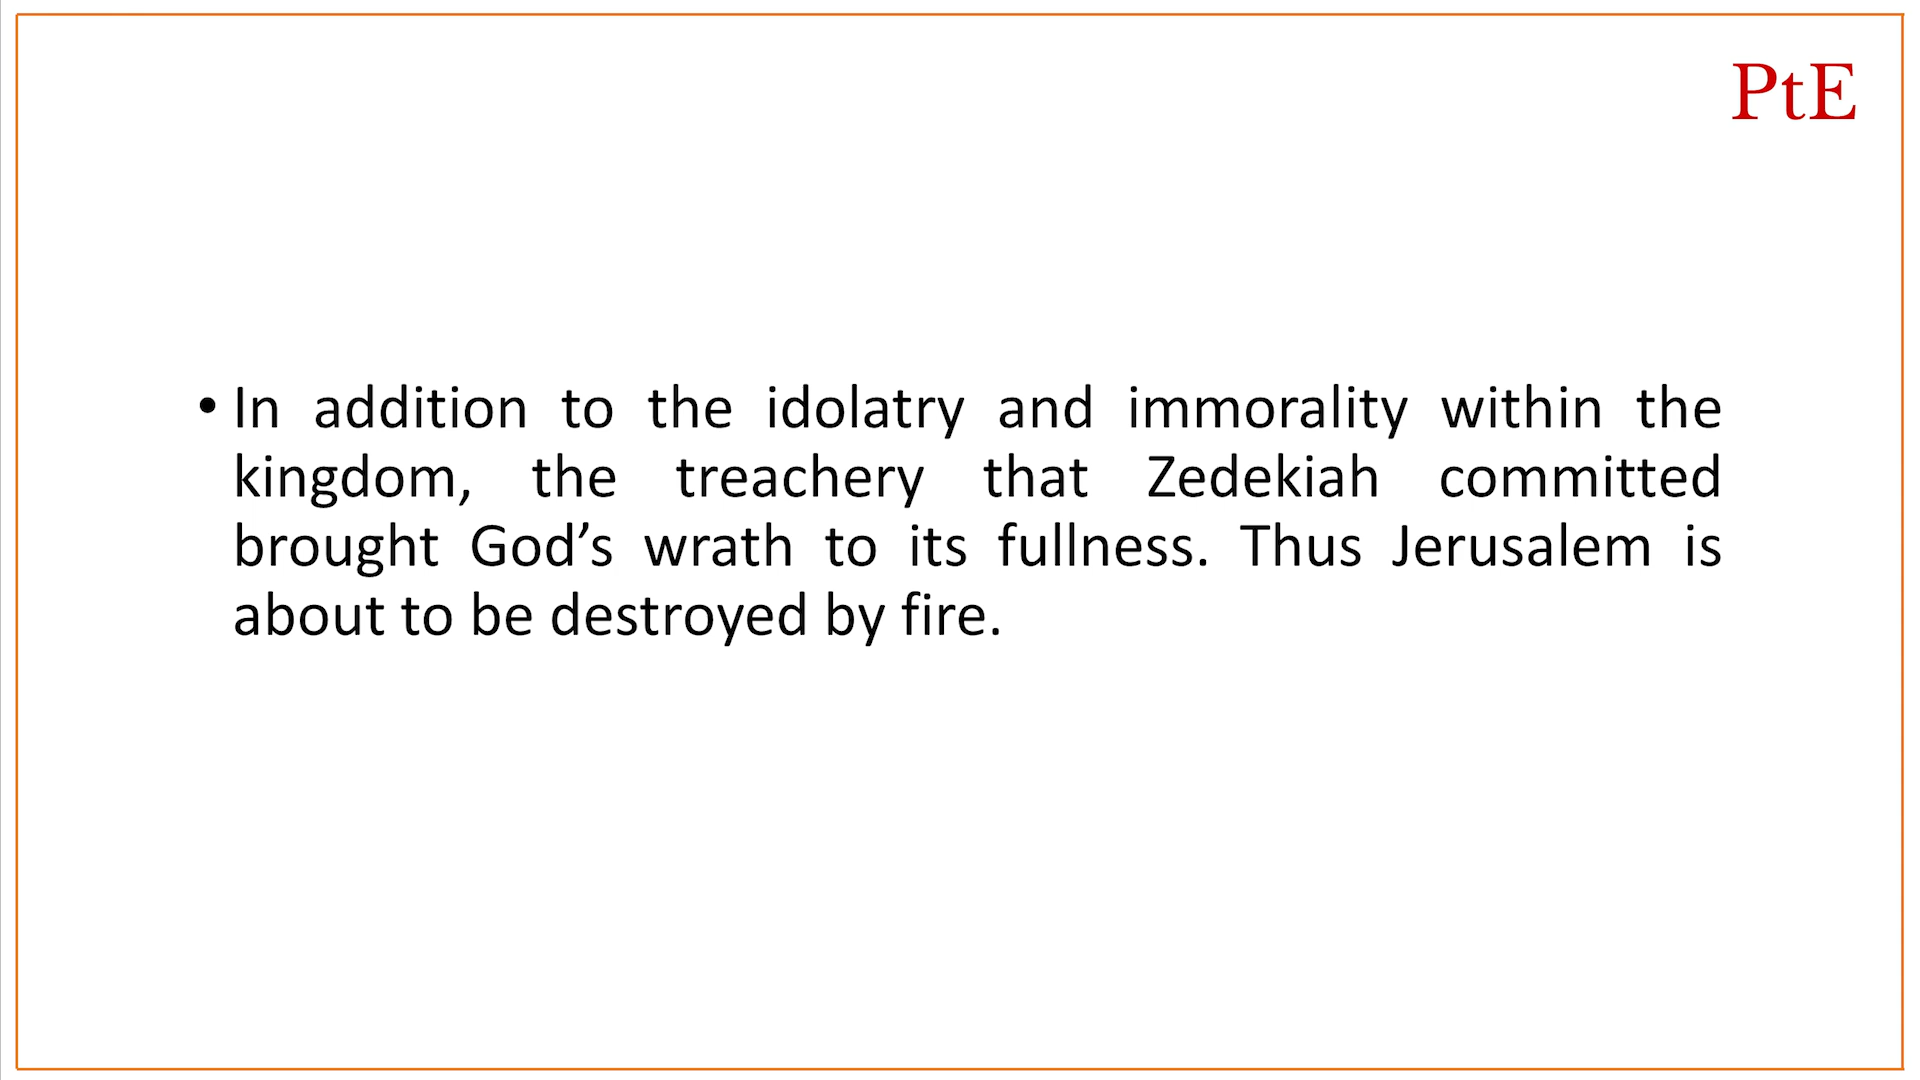 PtE
• In addition to the idolatry and immorality within the
kingdom, the treachery that Zedekiah committed
brought God’s wrath to its fullness. Thus Jerusalem is
about to be destroyed by fire.